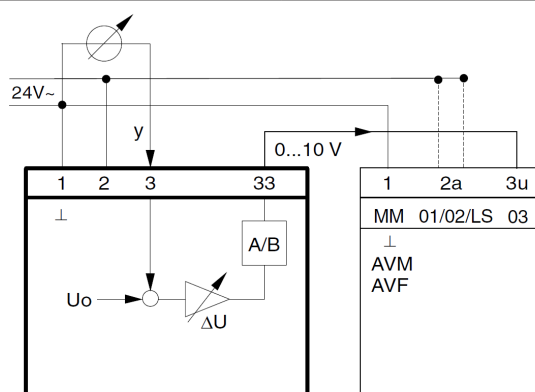 24V~
y
0...10 V
1 2 3 33
1 2a 3u
MM 01/02/LS 03
⊥
⊥
A/B
AVM
AVF
Uo
ΔU